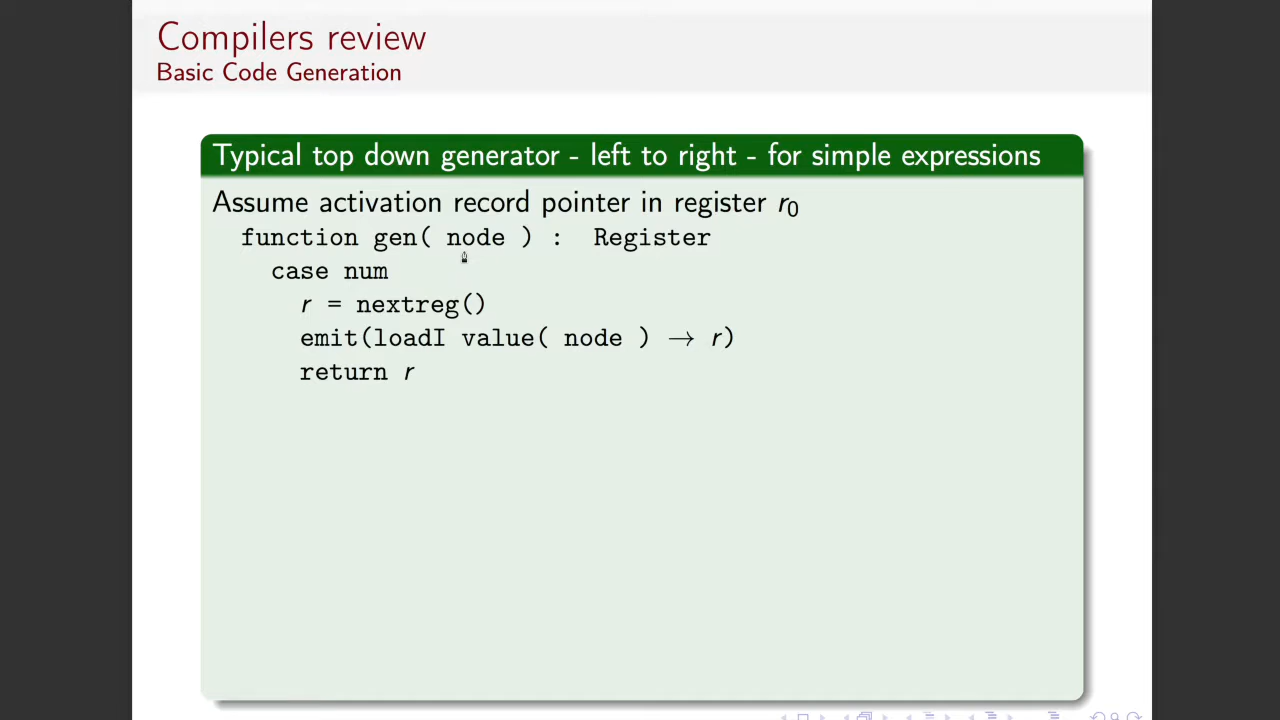 Compilers review
Basic Code Generation
Typical top down generator - left to right - for simple expressions
Assume activation record pointer in register r₀
function gen( node ) : Register
case num
r = nextreg()
emit(loadI value( node ) → r)
return r